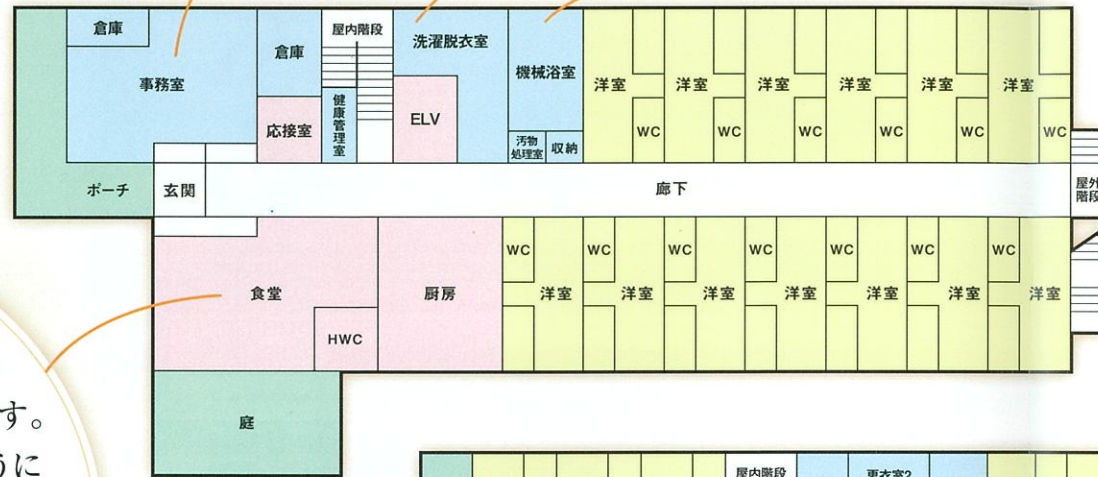 倉庫
事務室
倉庫
応接室
屋内階段
健康管理室
洗濯脱衣室
ELV
機械浴室
汚物
処理室
収納
洋室
洋室
洋室
洋室
洋室
洋室
WC
WC
WC
WC
WC
WC
ポーチ
玄関
廊下
屋外
階段
食堂
HWC
厨房
WC
WC
WC
WC
WC
WC
WC
洋室
洋室
洋室
洋室
洋室
洋室
洋室
庭
す。
うに
屋内階段
更衣室2